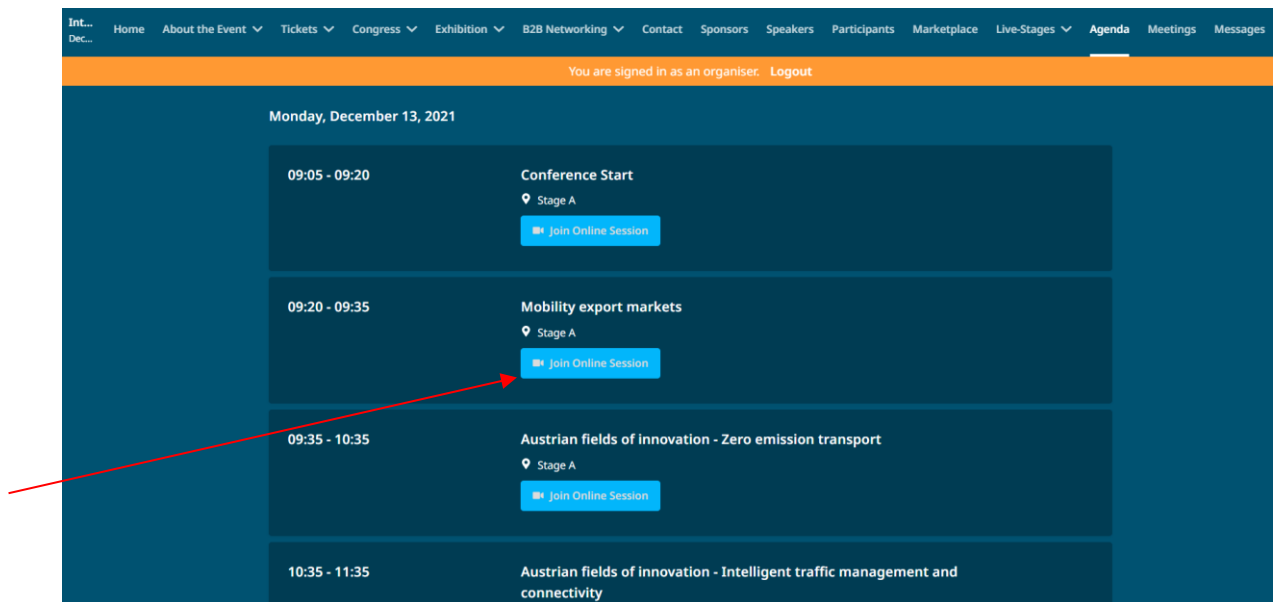 Int...
Dec...
Home About the Event Tickets Congress Exhibition B2B Networking Contact Sponsors Speakers Participants Marketplace Live-Stages Agenda Meetings Messages
You are signed in as an organiser. Logout
Monday, December 13, 2021
09:05 - 09:20 Conference Start
Stage A
Join Online Session
09:20 - 09:35 Mobility export markets
Stage A
Join Online Session
09:35 - 10:35 Austrian fields of innovation - Zero emission transport
Stage A
Join Online Session
10:35 - 11:35 Austrian fields of innovation - Intelligent traffic management and
connectivity